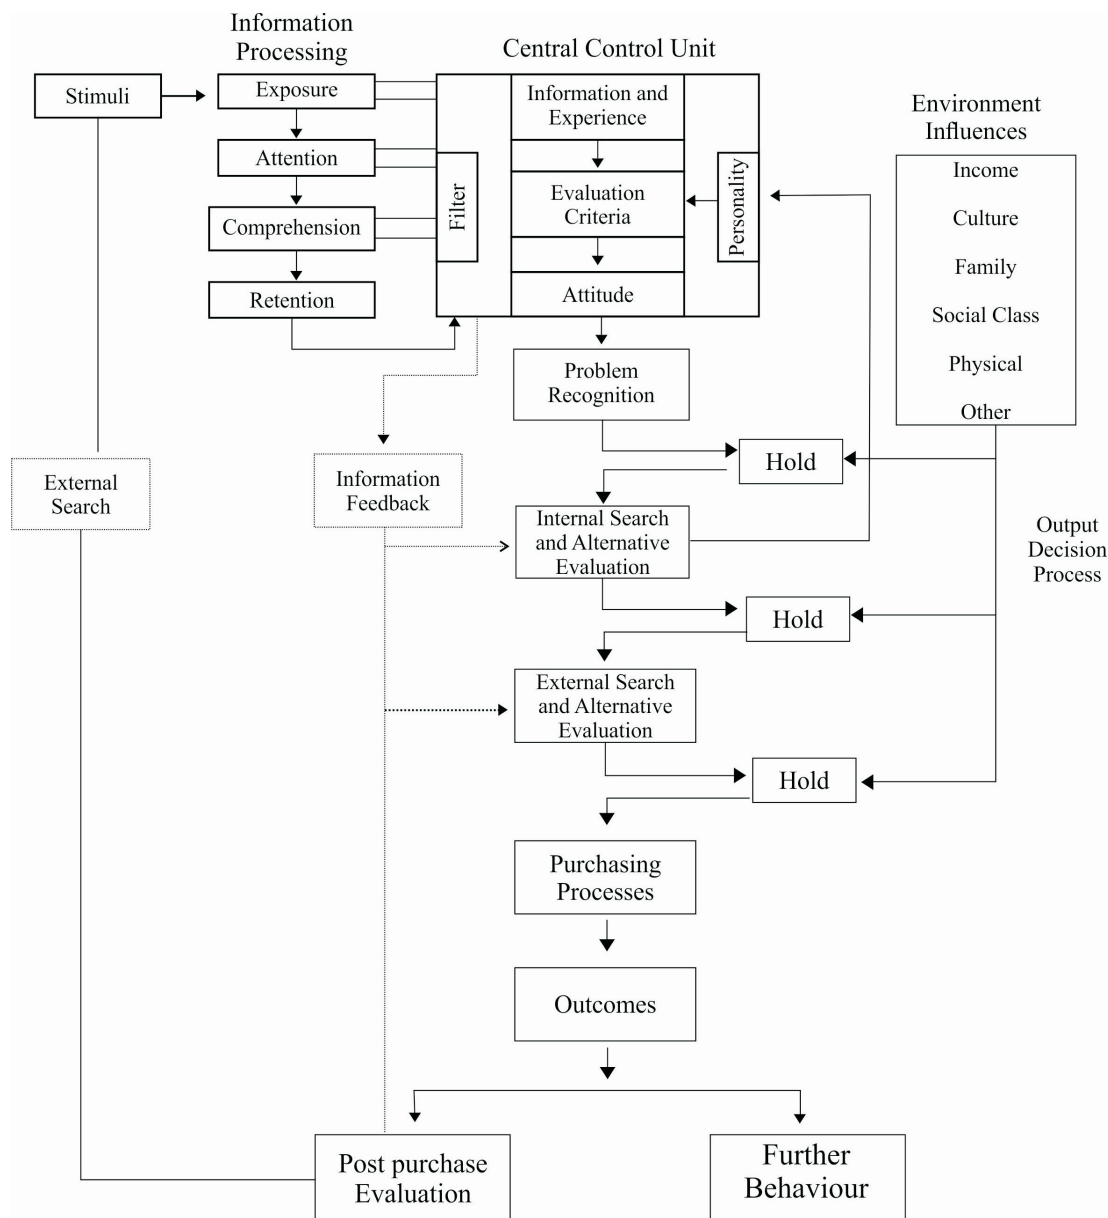 Information
Processing
Central Control Unit
Stimuli
Exposure
Attention
Comprehension
Retention
Filter
Information and
Experience
Evaluation
Criteria
Attitude
Personality
Environment
Influences
Income
Culture
Family
Social Class
Physical
Other
Problem
Recognition
Hold
External
Search
Information
Feedback
Internal Search
and Alternative
Evaluation
Output
Decision
Process
Hold
External Search
and Alternative
Evaluation
Hold
Purchasing
Processes
Outcomes
Post purchase
Evaluation
Further
Behaviour